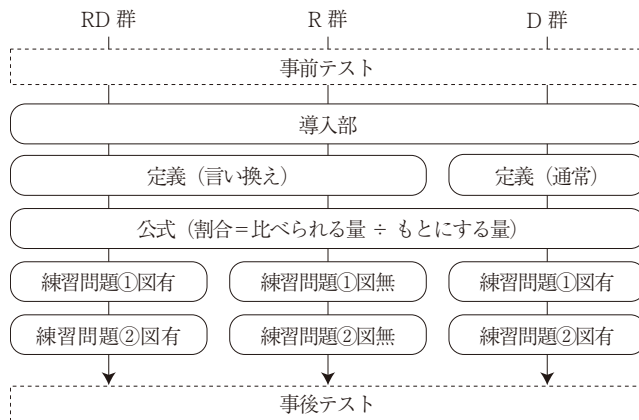 RD 群 R 群 D 群
事前テスト
導入部
定義（言い換え） 定義（通常）
公式（割合＝比べられる量 ÷ もとにする量）
練習問題①図有 練習問題①図無 練習問題①図有
練習問題②図有 練習問題②図無 練習問題②図有
事後テスト